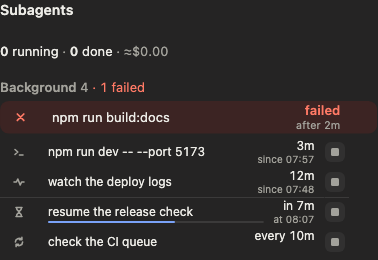 Subagents
0 running · 0 done · ≈$0.00
Background 4 · 1 failed
npm run build:docs failed
after 2m
npm run dev -- --port 5173 3m
since 07:57
watch the deploy logs 12m
since 07:48
resume the release check in 7m
at 08:07
check the CI queue every 10m